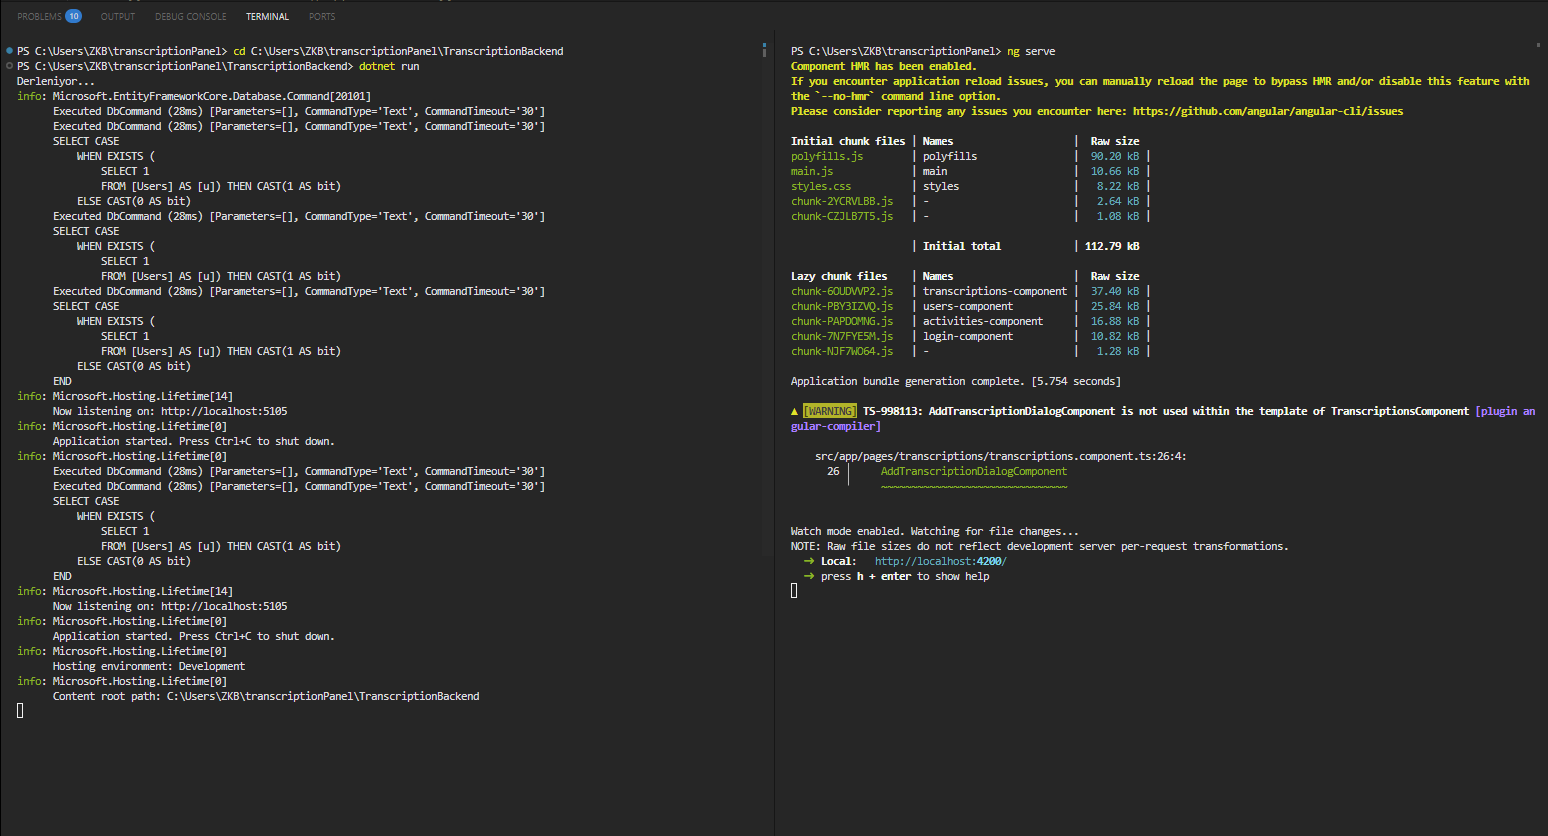 PROBLEMS 10 OUTPUT DEBUG CONSOLE TERMINAL PORTS
PS C:\Users\ZKB\transcriptionPanel> cd C:\Users\ZKB\transcriptionPanel\TranscriptionBackend
PS C:\Users\ZKB\transcriptionPanel\TranscriptionBackend> dotnet run
Derleniyor...
info: Microsoft.EntityFrameworkCore.Database.Command[20101]
Executed DbCommand (28ms) [Parameters=[], CommandType='Text', CommandTimeout='30']
Executed DbCommand (28ms) [Parameters=[], CommandType='Text', CommandTimeout='30']
SELECT CASE
WHEN EXISTS (
SELECT 1
FROM [Users] AS [u]) THEN CAST(1 AS bit)
ELSE CAST(0 AS bit)
Executed DbCommand (28ms) [Parameters=[], CommandType='Text', CommandTimeout='30']
SELECT CASE
WHEN EXISTS (
SELECT 1
FROM [Users] AS [u]) THEN CAST(1 AS bit)
Executed DbCommand (28ms) [Parameters=[], CommandType='Text', CommandTimeout='30']
SELECT CASE
WHEN EXISTS (
SELECT 1
FROM [Users] AS [u]) THEN CAST(1 AS bit)
ELSE CAST(0 AS bit)
END
info: Microsoft.Hosting.Lifetime[14]
Now listening on: http://localhost:5105
info: Microsoft.Hosting.Lifetime[0]
Application started. Press Ctrl+C to shut down.
info: Microsoft.Hosting.Lifetime[0]
Executed DbCommand (28ms) [Parameters=[], CommandType='Text', CommandTimeout='30']
Executed DbCommand (28ms) [Parameters=[], CommandType='Text', CommandTimeout='30']
SELECT CASE
WHEN EXISTS (
SELECT 1
FROM [Users] AS [u]) THEN CAST(1 AS bit)
ELSE CAST(0 AS bit)
END
info: Microsoft.Hosting.Lifetime[14]
Now listening on: http://localhost:5105
info: Microsoft.Hosting.Lifetime[0]
Application started. Press Ctrl+C to shut down.
info: Microsoft.Hosting.Lifetime[0]
Hosting environment: Development
info: Microsoft.Hosting.Lifetime[0]
Content root path: C:\Users\ZKB\transcriptionPanel\TranscriptionBackend
PS C:\Users\ZKB\transcriptionPanel> ng serve
Component HMR has been enabled.
If you encounter application reload issues, you can manually reload the page to bypass HMR and/or disable this feature with
the `--no-hmr` command line option.
Please consider reporting any issues you encounter here: https://github.com/angular/angular-cli/issues
Initial chunk files | Names | Raw size
polyfills.js | polyfills | 90.20 kB |
main.js | main | 10.66 kB |
styles.css | styles | 8.22 kB |
chunk-2YCRVLBB.js | - | 2.64 kB |
chunk-CZJLB7T5.js | - | 1.08 kB |
| Initial total | 112.79 kB
Lazy chunk files | Names | Raw size
chunk-6OUDVVP2.js | transcriptions-component | 37.40 kB |
chunk-PBY3IZVQ.js | users-component | 25.84 kB |
chunk-PAPDOMNG.js | activities-component | 16.88 kB |
chunk-7N7FYE5M.js | login-component | 10.82 kB |
chunk-NJF7WO64.js | - | 1.28 kB |
Application bundle generation complete. [5.754 seconds]
▲ [WARNING] TS-998113: AddTranscriptionDialogComponent is not used within the template of TranscriptionsComponent [plugin an
gular-compiler]
src/app/pages/transcriptions/transcriptions.component.ts:26:4:
26 │ AddTranscriptionDialogComponent
~~~~~~~~~~~~~~~~~~~~~~~~~~~~~~~
Watch mode enabled. Watching for file changes...
NOTE: Raw file sizes do not reflect development server per-request transformations.
➜ Local: http://localhost:4200/
➜ press h + enter to show help